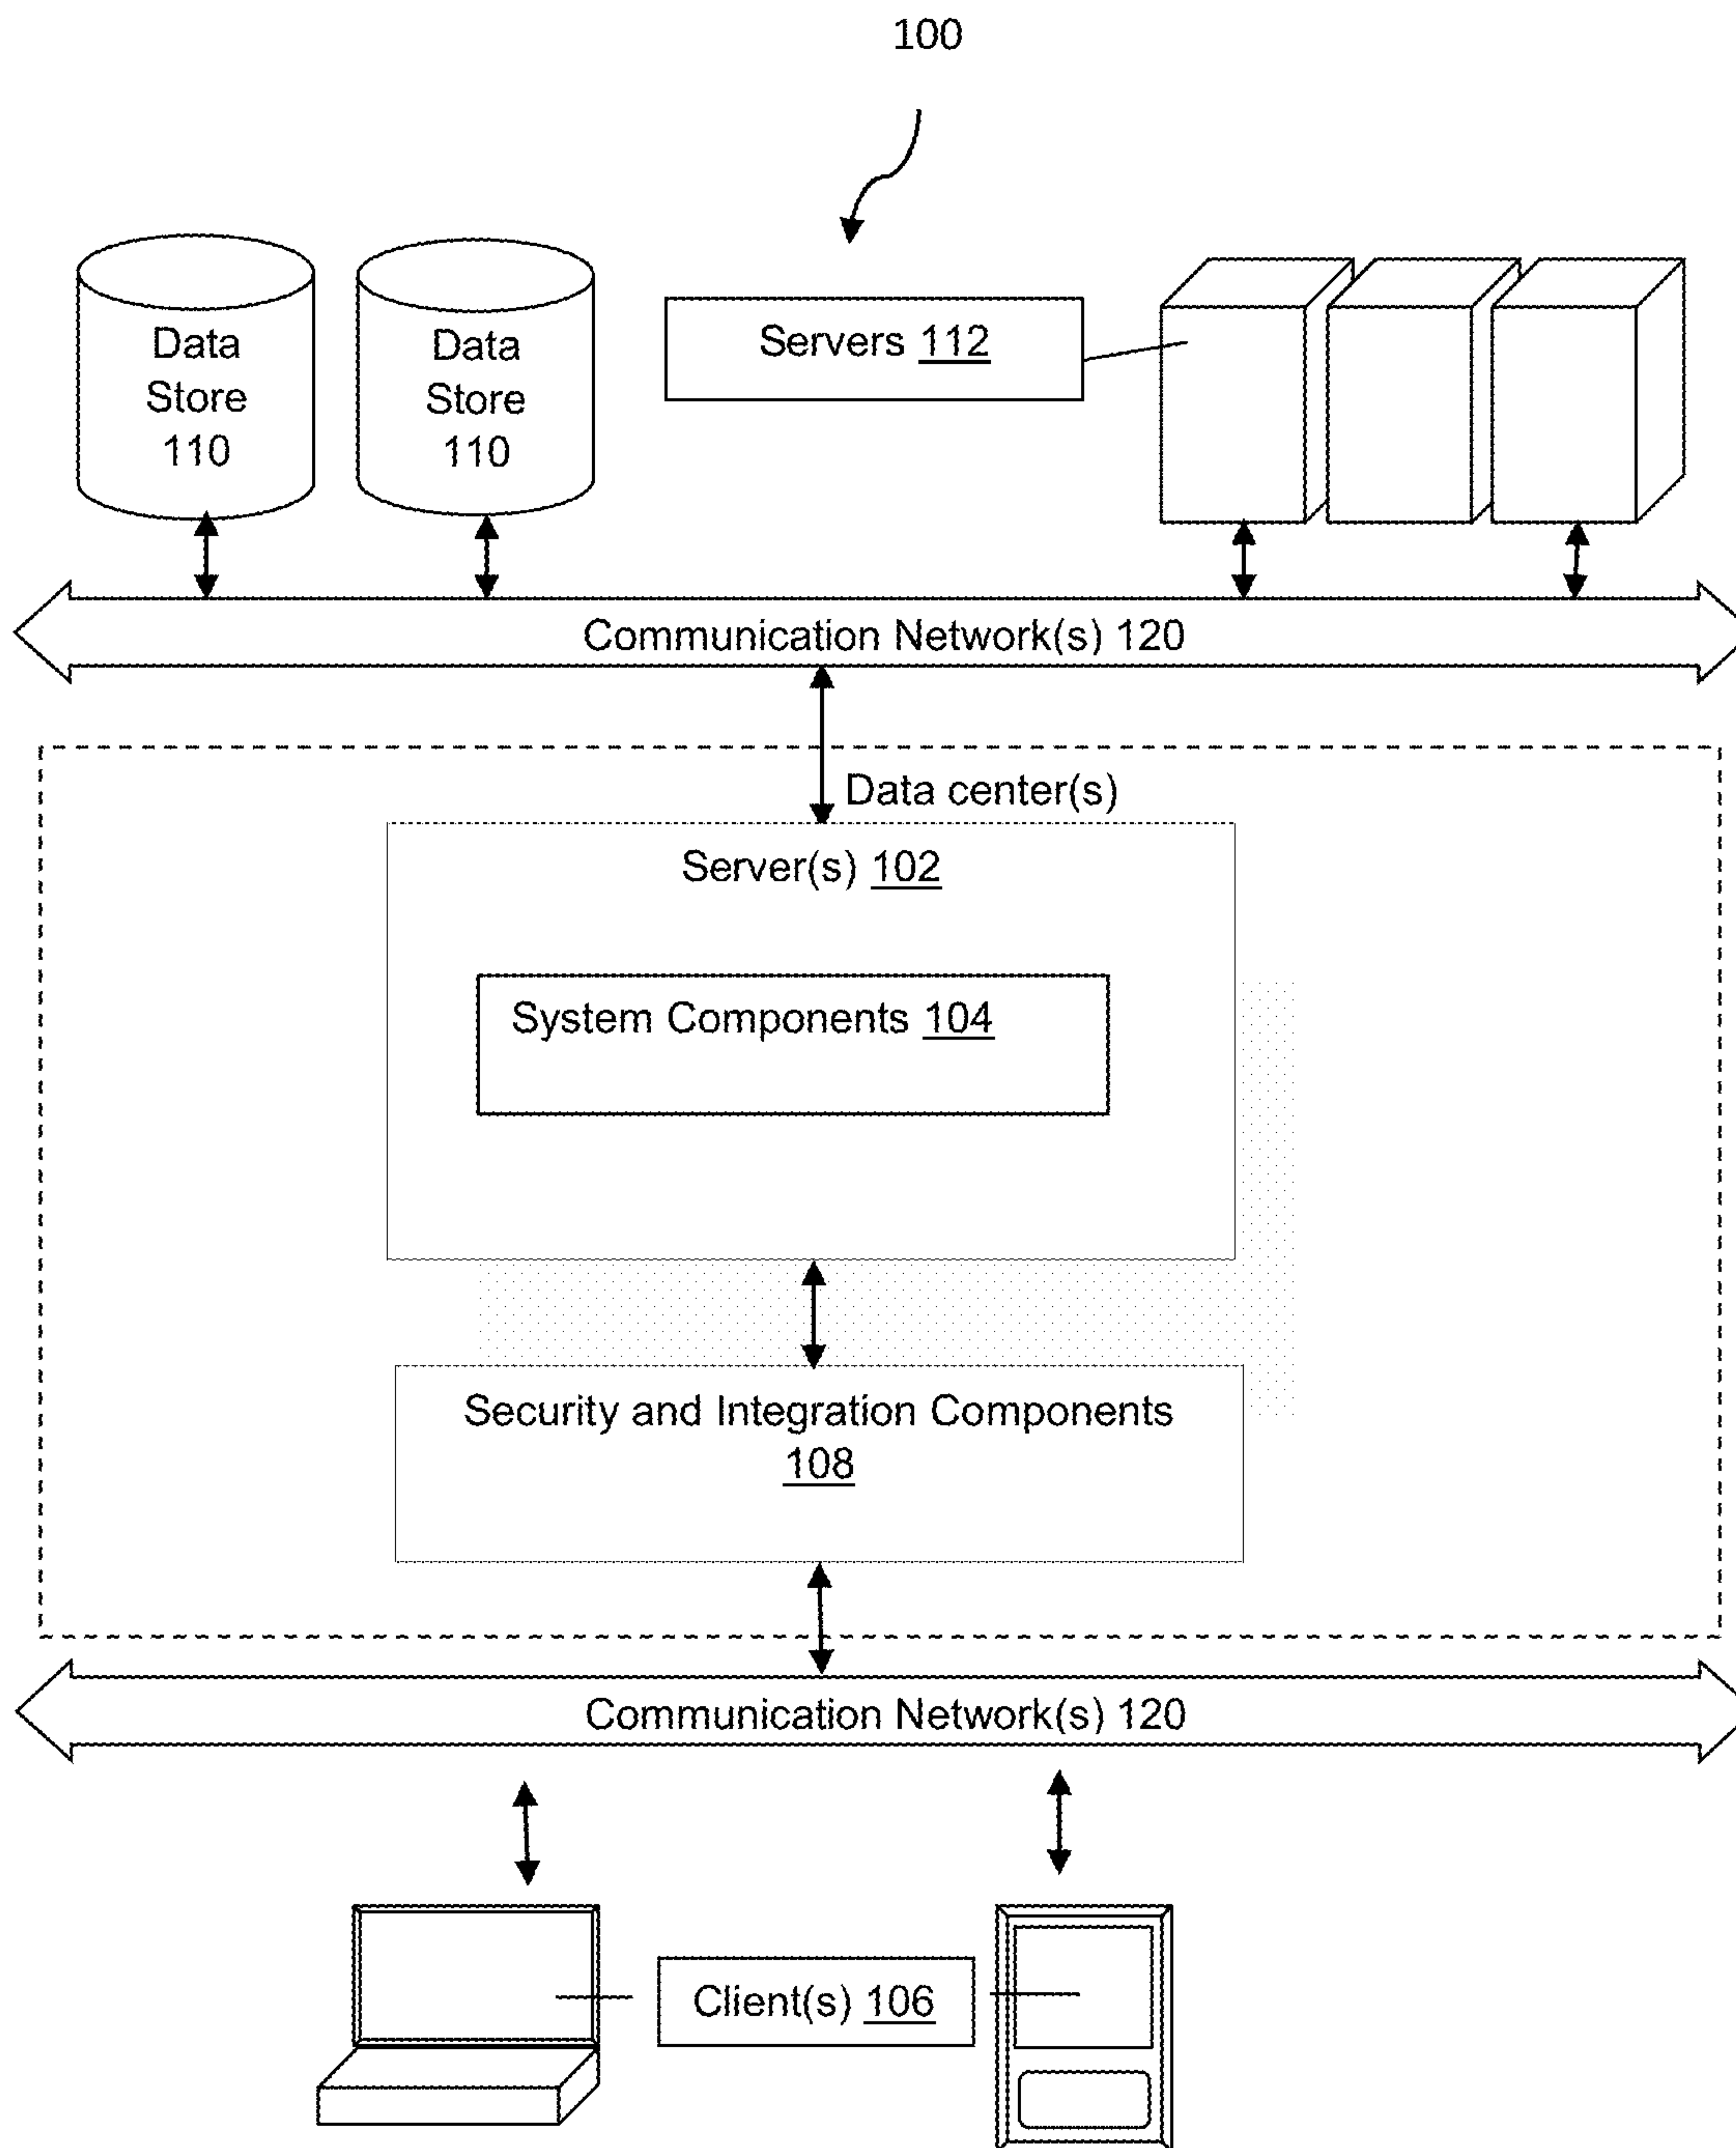 100
Data
Store
110
Data
Store
110
Servers 112
Communication Network(s) 120
Data center(s)
Server(s) 102
System Components 104
Security and Integration Components
108
Communication Network(s) 120
Client(s) 106